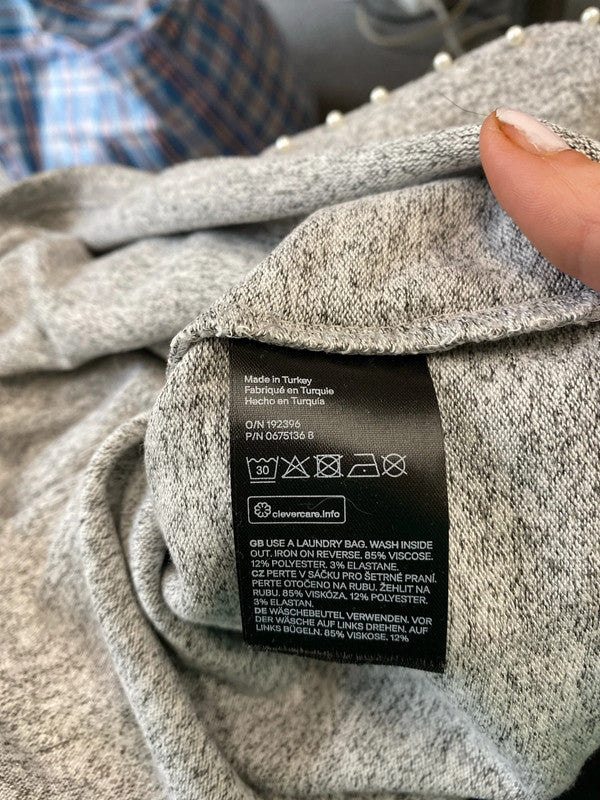 Made in Turkey
Fabriqué en Turquie
Hecho en Turquía
O/N 192396
P/N 0675136 B
30
clevercare.info
GB USE A LAUNDRY BAG. WASH INSIDE
OUT. IRON ON REVERSE. 85% VISCOSE.
12% POLYESTER. 3% ELASTANE.
CZ PERTE V SÁČKU PRO ŠETRNÉ PRANÍ.
PERTE OTOČENO NA RUBU. ŽEHLIT NA
RUBU. 85% VISKÓZA. 12% POLYESTER.
3% ELASTAN.
DE WÄSCHEBEUTEL VERWENDEN. VOR
DER WÄSCHE AUF LINKS DREHEN. AUF
LINKS BÜGELN. 85% VISKOSE. 12%